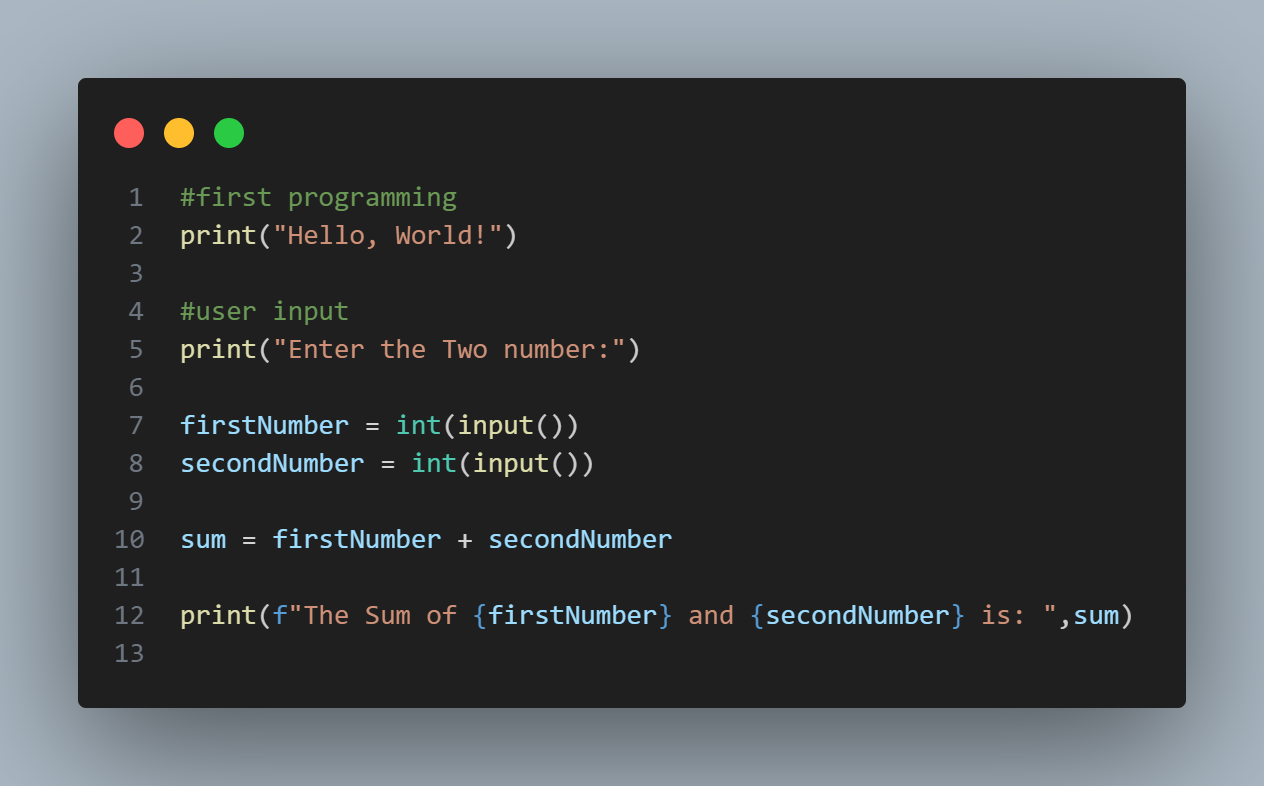 1 #first programming
2 print("Hello, World!")
3
4 #user input
5 print("Enter the Two number:")
6
7 firstNumber = int(input())
8 secondNumber = int(input())
9
10 sum = firstNumber + secondNumber
11
12 print(f"The Sum of {firstNumber} and {secondNumber} is: ",sum)
13